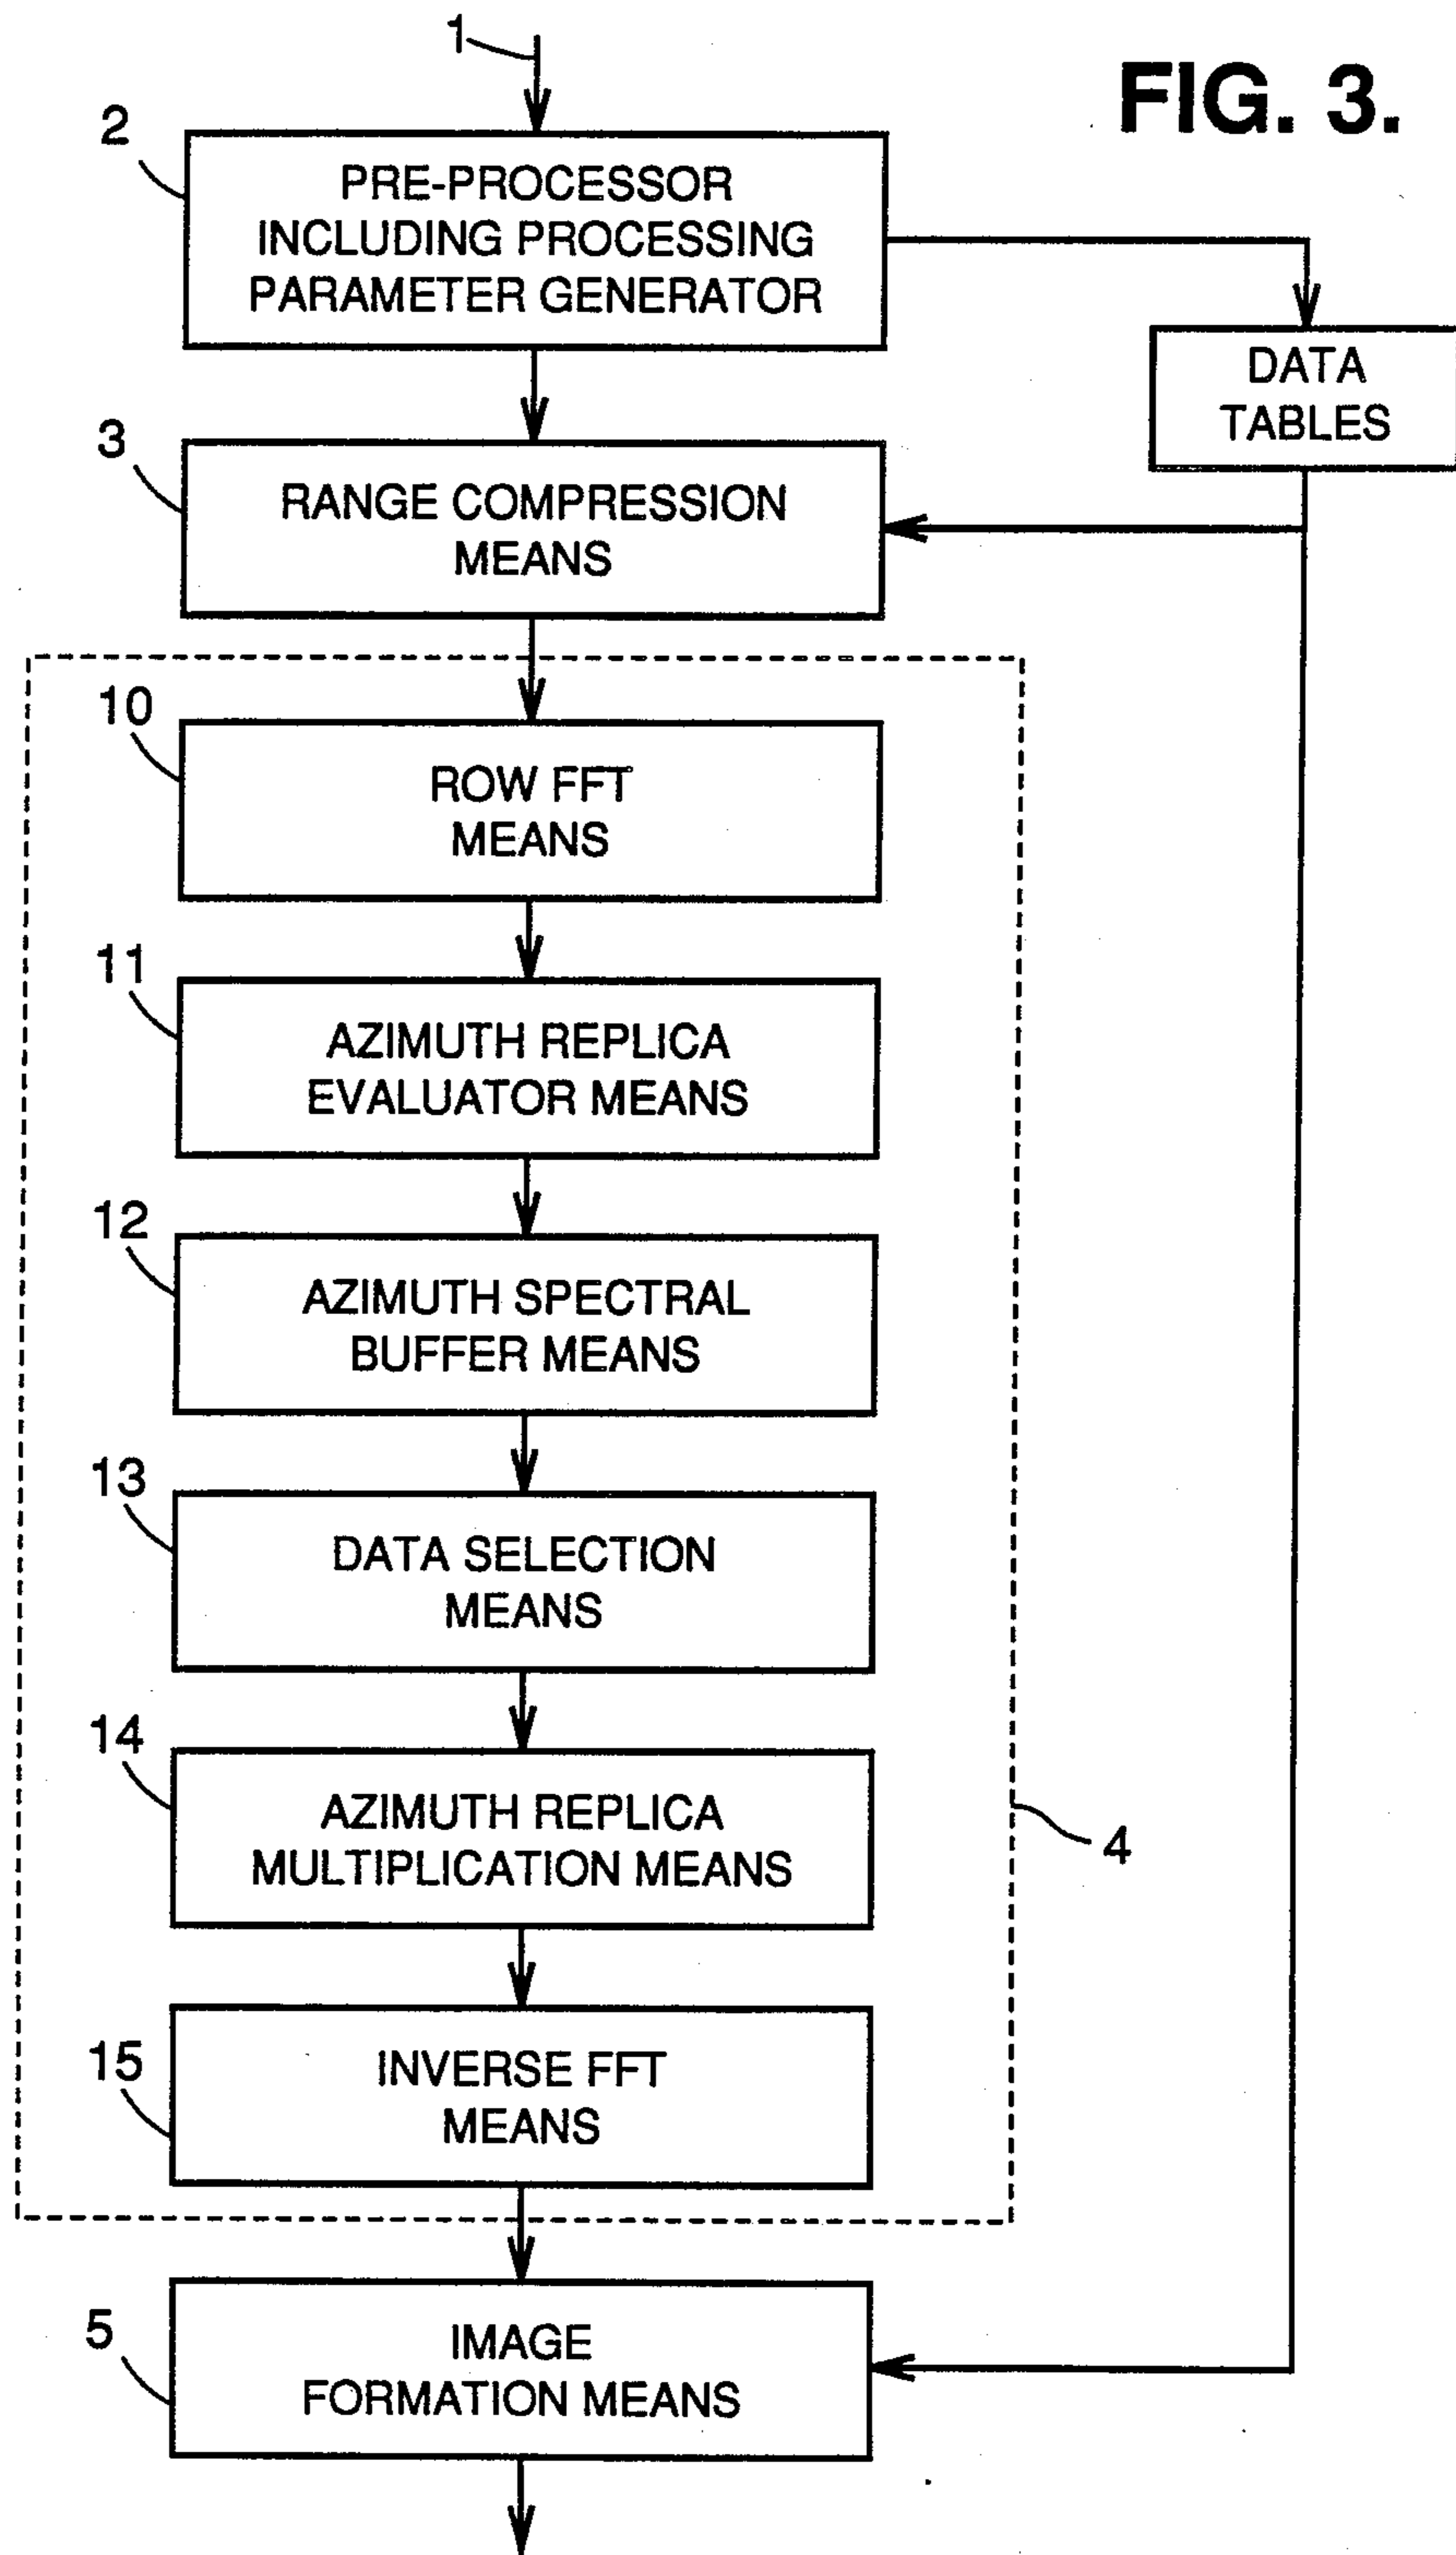 1
FIG. 3.
2
PRE-PROCESSOR
INCLUDING PROCESSING
PARAMETER GENERATOR
DATA
TABLES
3
RANGE COMPRESSION
MEANS
10
ROW FFT
MEANS
11
AZIMUTH REPLICA
EVALUATOR MEANS
12
AZIMUTH SPECTRAL
BUFFER MEANS
13
DATA SELECTION
MEANS
14
AZIMUTH REPLICA
MULTIPLICATION MEANS
4
15
INVERSE FFT
MEANS
5
IMAGE
FORMATION MEANS